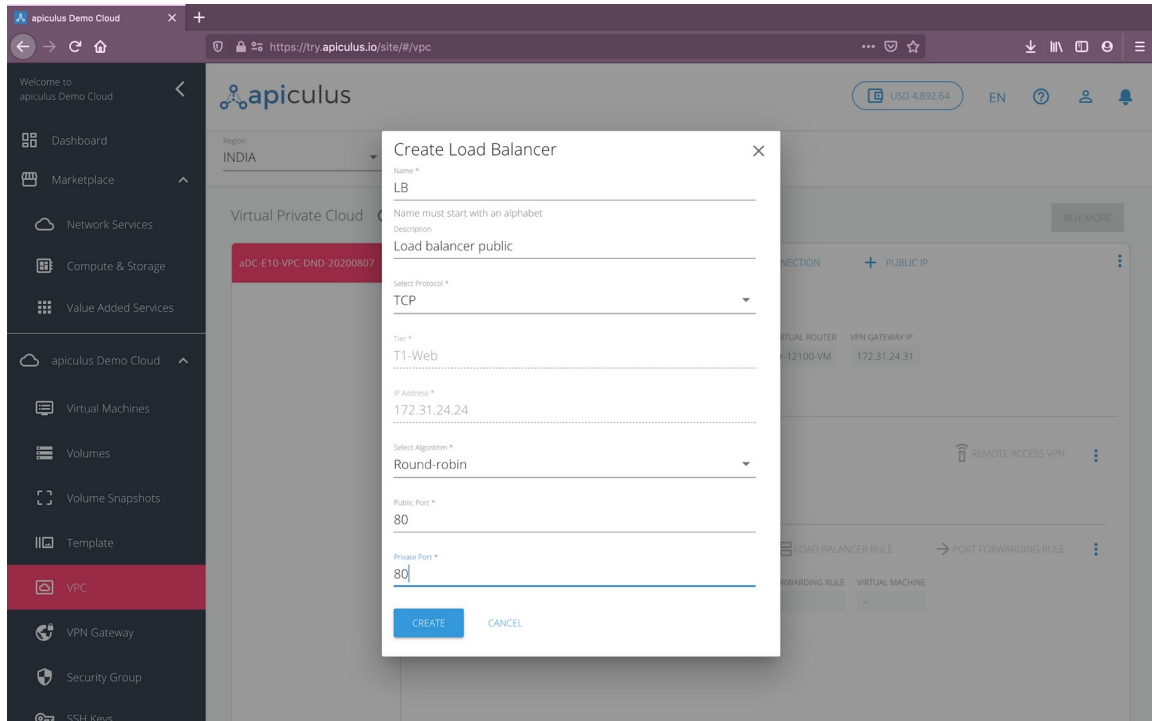 apiculus Demo Cloud
https://try.apiculus.io/site/#/vpc
Welcome to
apiculus Demo Cloud
Dashboard
Marketplace
Network Services
Compute & Storage
Value Added Services
apiculus Demo Cloud
Virtual Machines
Volumes
Volume Snapshots
Template
VPC
VPN Gateway
Security Group
SSH Keys
apiculus
USD 4,892.64
EN
Region
INDIA
Virtual Private Cloud
BUY MORE
aDC-E10-VPC-DND-20200807
NECTION
+ PUBLIC IP
RTUAL ROUTER VPN GATEWAY IP
r-12100-VM 172.31.24.31
REMOTE ACCESS VPN
LOAD BALANCER RULE
PORT FORWARDING RULE
RWARDING RULE VIRTUAL MACHINE
-
Create Load Balancer
Name *
LB
Name must start with an alphabet
Description
Load balancer public
Select Protocol *
TCP
Tier *
T1-Web
IP Address *
172.31.24.24
Select Algorithm *
Round-robin
Public Port *
80
Private Port *
80
CREATE
CANCEL